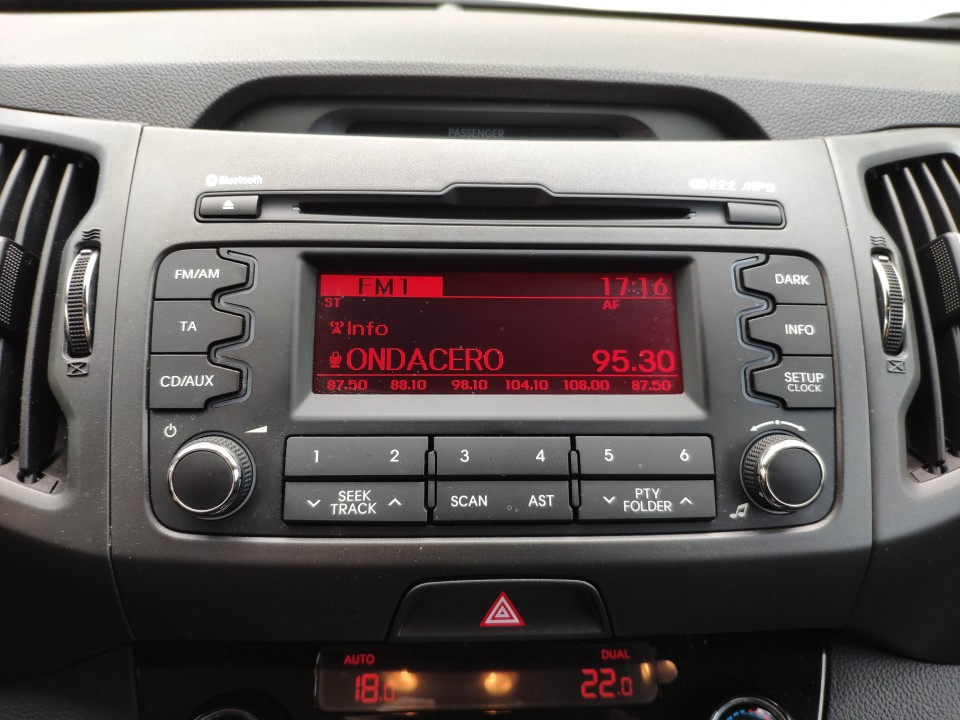 PASSENGER
Bluetooth
FM/AM
TA
CD/AUX
FM1 17:16
ST AF
Info
ONDACERO 95.30
87.50 88.10 98.10 104.10 108.00 87.50
DARK
INFO
SETUP
CLOCK
1 2 3 4 5 6
SEEK
TRACK
SCAN AST
PTY
FOLDER
AUTO DUAL
18.0 22.0